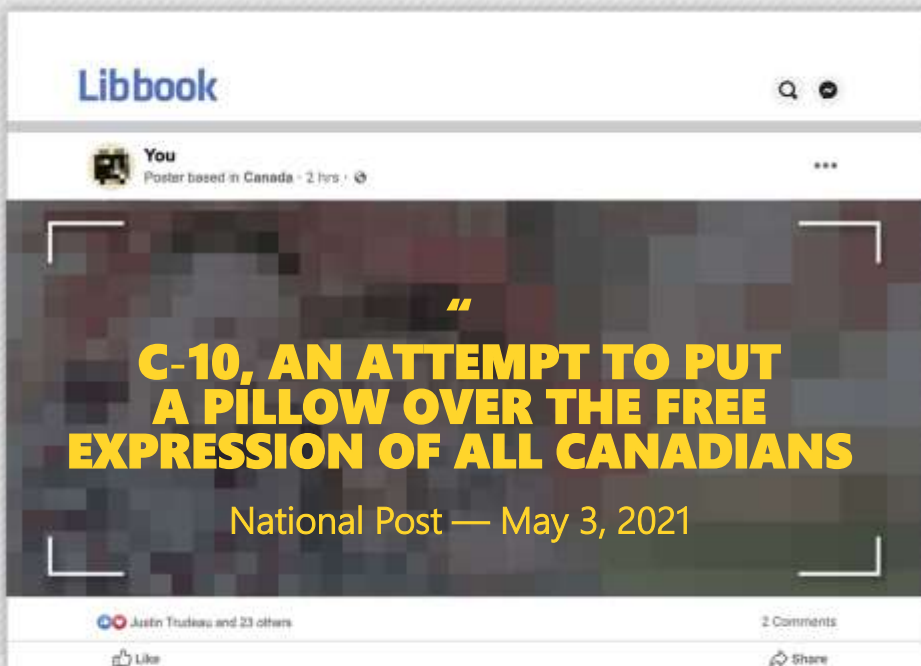 Libbook
You
Poster based in Canada · 2 hrs ·
“
C-10, AN ATTEMPT TO PUT
A PILLOW OVER THE FREE
EXPRESSION OF ALL CANADIANS
National Post — May 3, 2021
Justin Trudeau and 23 others 2 Comments
Like Share